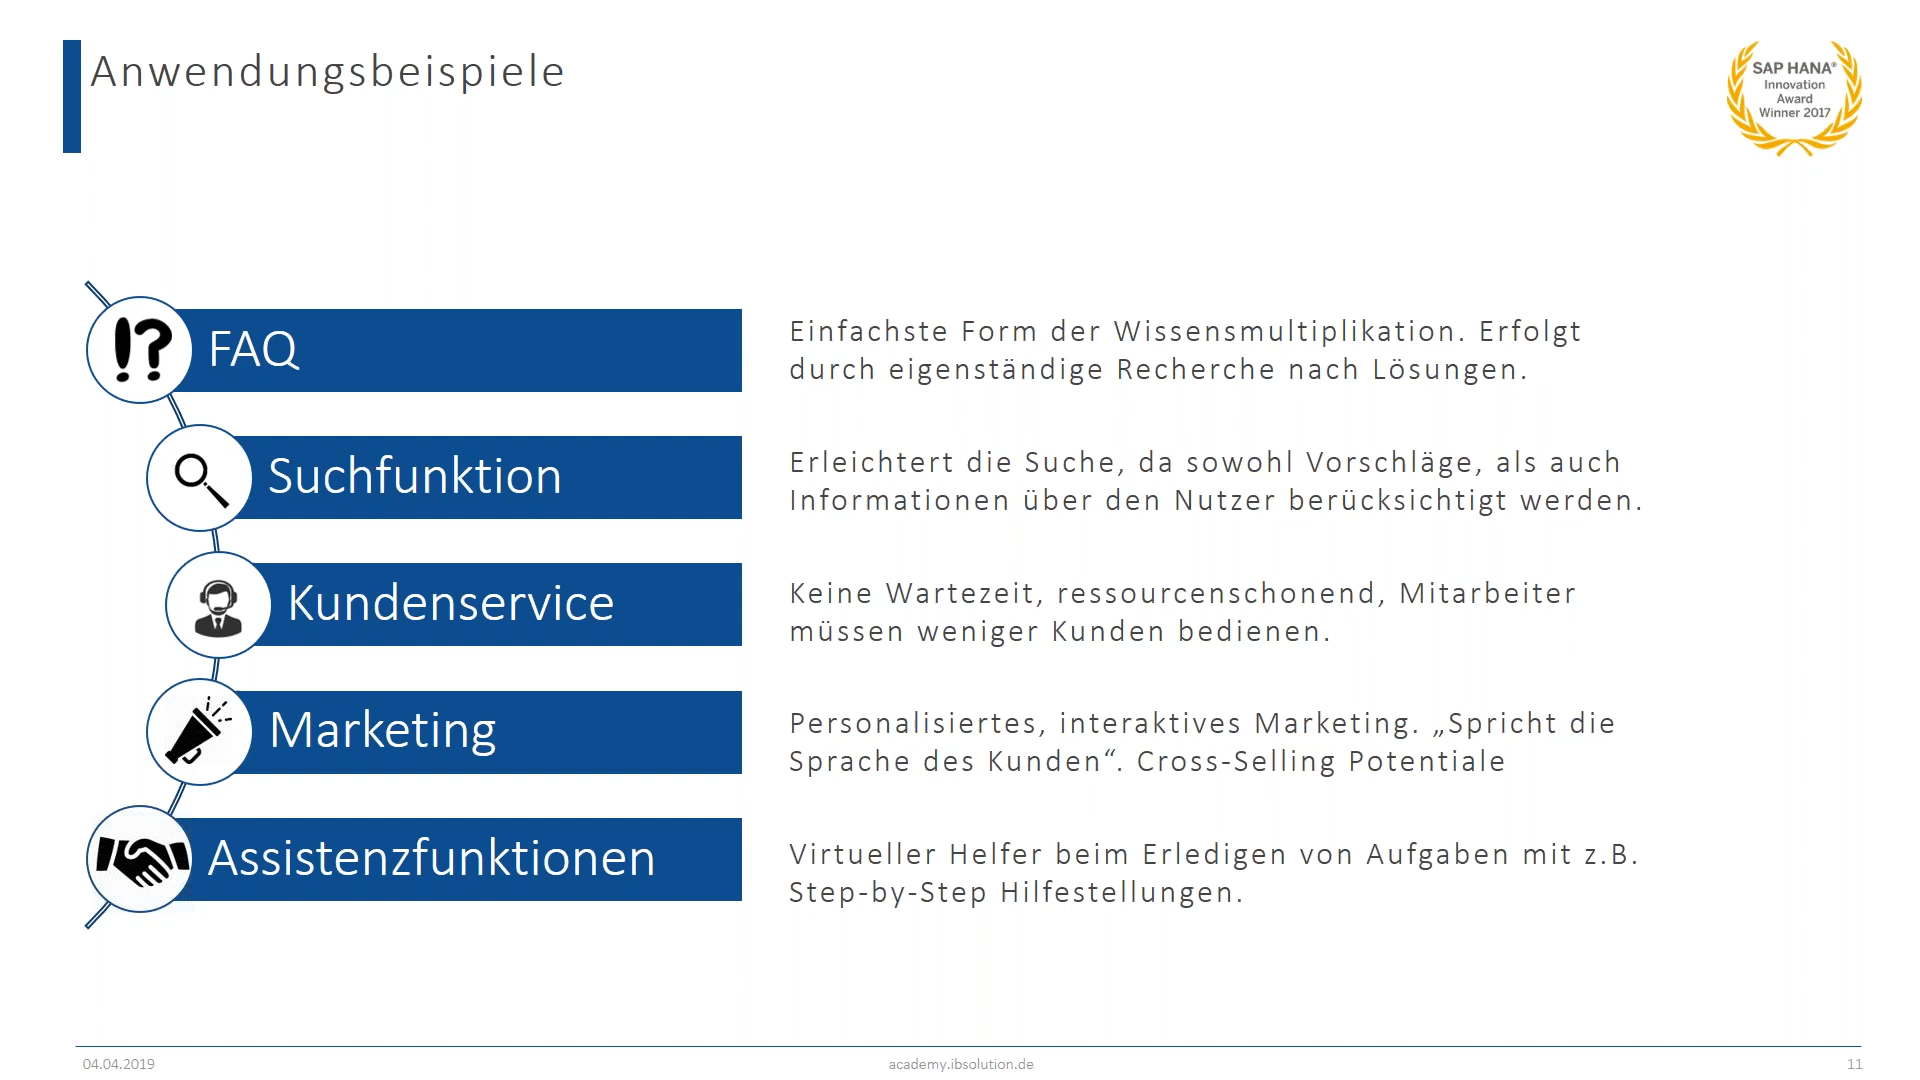 Anwendungsbeispiele
SAP HANA®
Innovation
Award
Winner 2017
!?
FAQ
Einfachste Form der Wissensmultiplikation. Erfolgt
durch eigenständige Recherche nach Lösungen.
Suchfunktion
Erleichtert die Suche, da sowohl Vorschläge, als auch
Informationen über den Nutzer berücksichtigt werden.
Kundenservice
Keine Wartezeit, ressourcenschonend, Mitarbeiter
müssen weniger Kunden bedienen.
Marketing
Personalisiertes, interaktives Marketing. „Spricht die
Sprache des Kunden“. Cross-Selling Potentiale
Assistenzfunktionen
Virtueller Helfer beim Erledigen von Aufgaben mit z.B.
Step-by-Step Hilfestellungen.
04.04.2019
academy.ibsolution.de
11